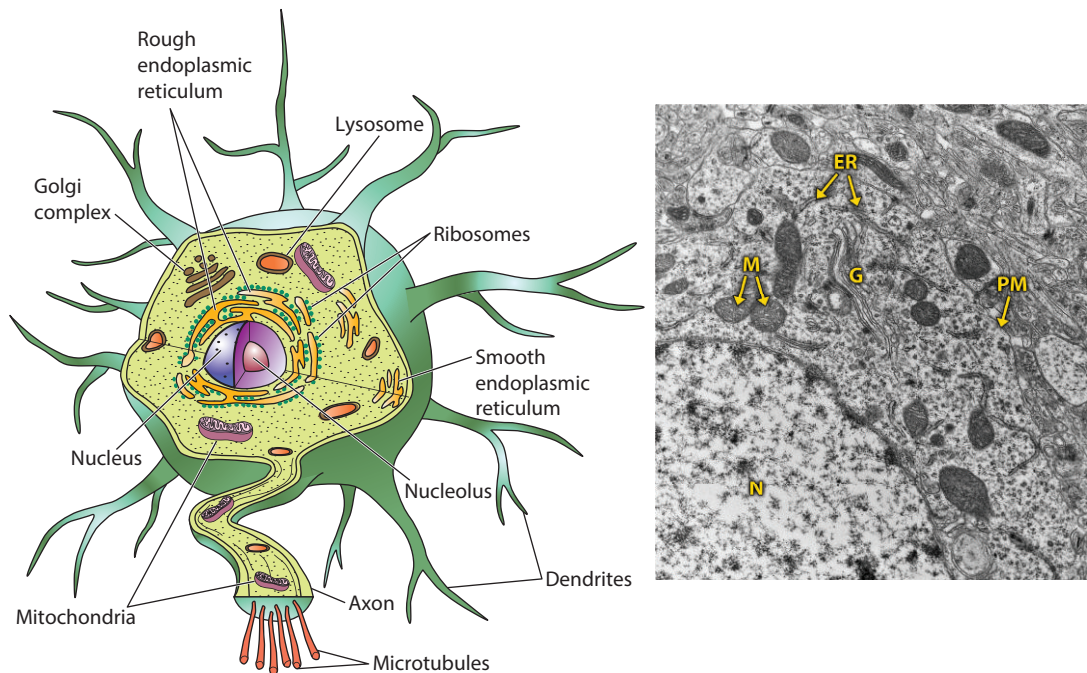 Rough
endoplasmic
reticulum
Lysosome
Golgi
complex
Ribosomes
Smooth
endoplasmic
reticulum
Nucleus
Nucleolus
Dendrites
Mitochondria
Axon
Microtubules
ER
M
G
PM
N